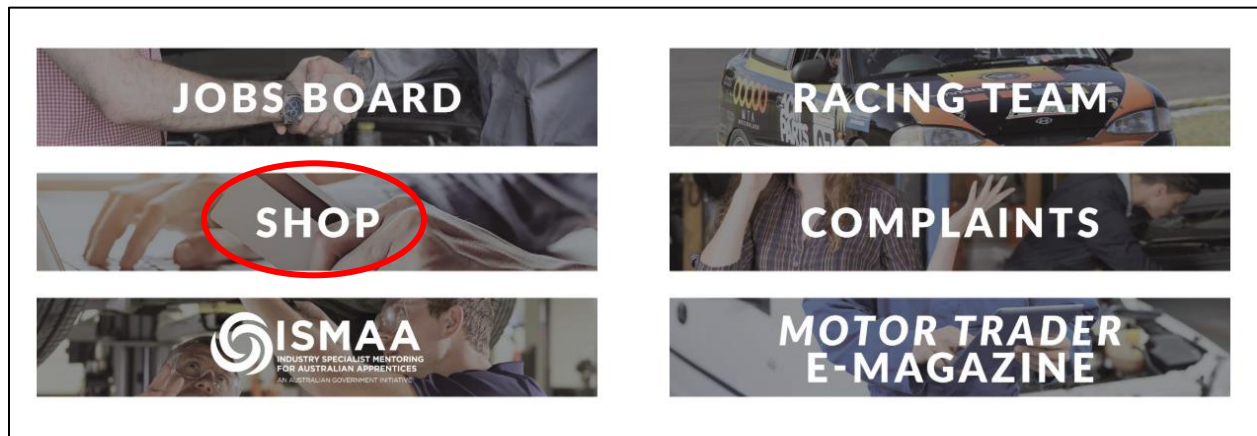 JOBS BOARD
RACING TEAM
SHOP
COMPLAINTS
ISMAA
INDUSTRY SPECIALIST MENTORING
FOR AUSTRALIAN APPRENTICES
AN AUSTRALIAN GOVERNMENT INITIATIVE
MOTOR TRADER
E-MAGAZINE